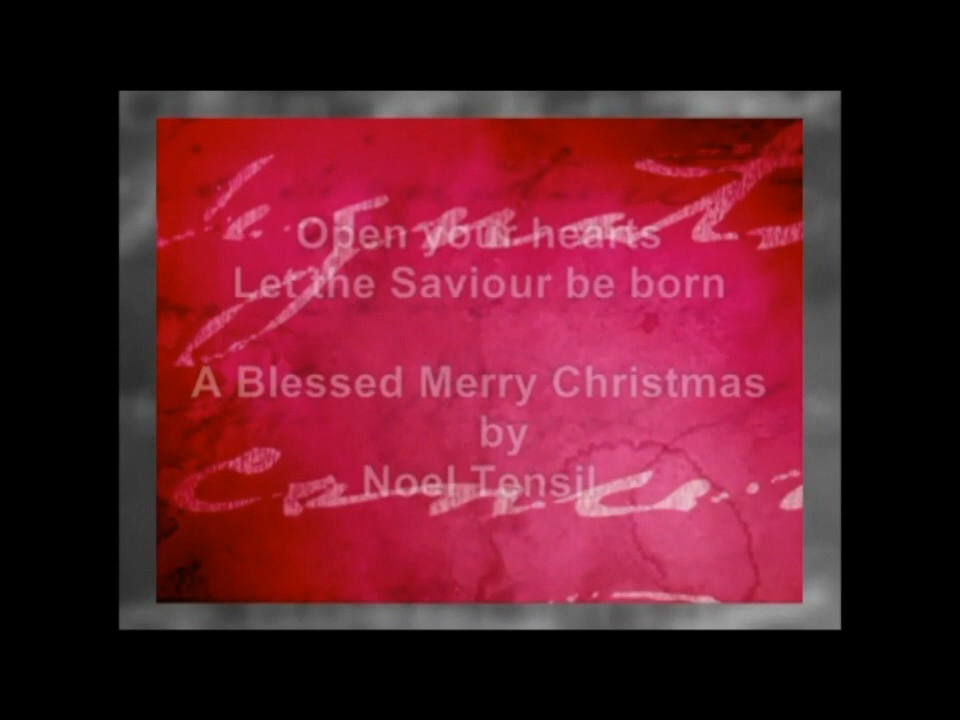 Open your hearts
Let the Saviour be born
A Blessed Merry Christmas
by
Noel Tensil